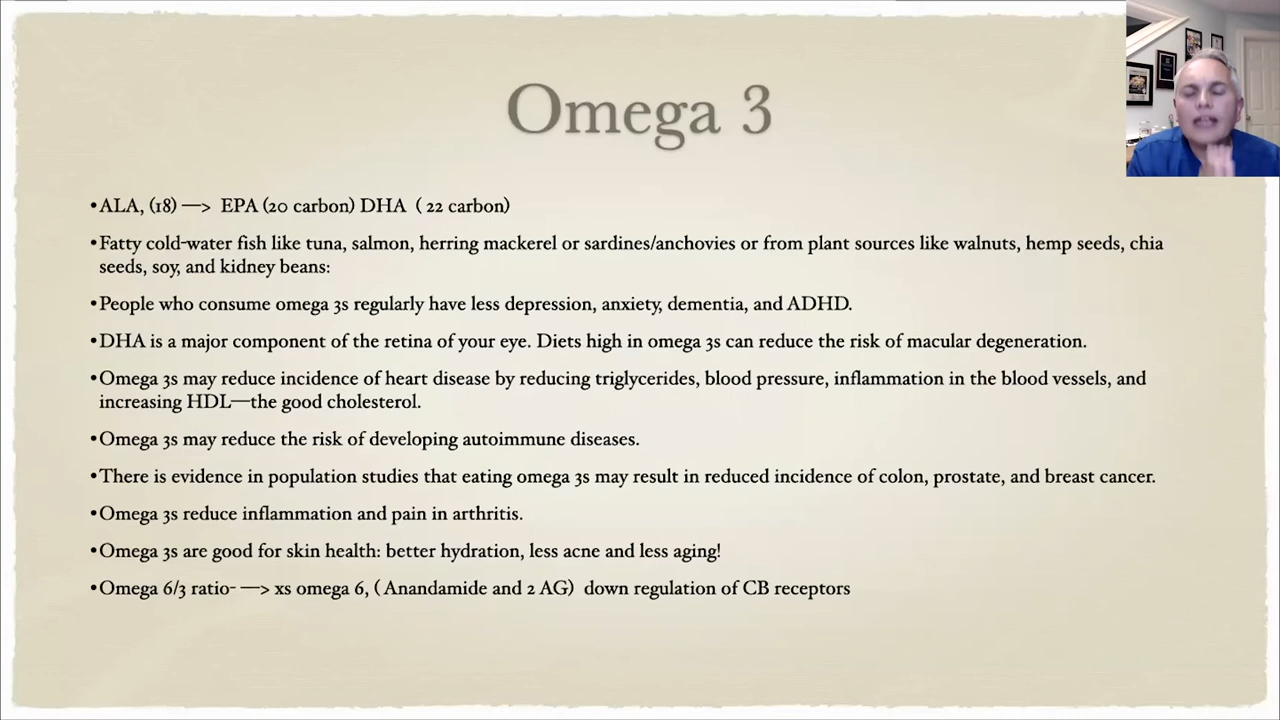 Omega 3
•ALA, (18) —> EPA (20 carbon) DHA ( 22 carbon)
•Fatty cold-water fish like tuna, salmon, herring mackerel or sardines/anchovies or from plant sources like walnuts, hemp seeds, chia
seeds, soy, and kidney beans:
•People who consume omega 3s regularly have less depression, anxiety, dementia, and ADHD.
•DHA is a major component of the retina of your eye. Diets high in omega 3s can reduce the risk of macular degeneration.
•Omega 3s may reduce incidence of heart disease by reducing triglycerides, blood pressure, inflammation in the blood vessels, and
increasing HDL—the good cholesterol.
•Omega 3s may reduce the risk of developing autoimmune diseases.
•There is evidence in population studies that eating omega 3s may result in reduced incidence of colon, prostate, and breast cancer.
•Omega 3s reduce inflammation and pain in arthritis.
•Omega 3s are good for skin health: better hydration, less acne and less aging!
•Omega 6/3 ratio- —> xs omega 6, ( Anandamide and 2 AG) down regulation of CB receptors